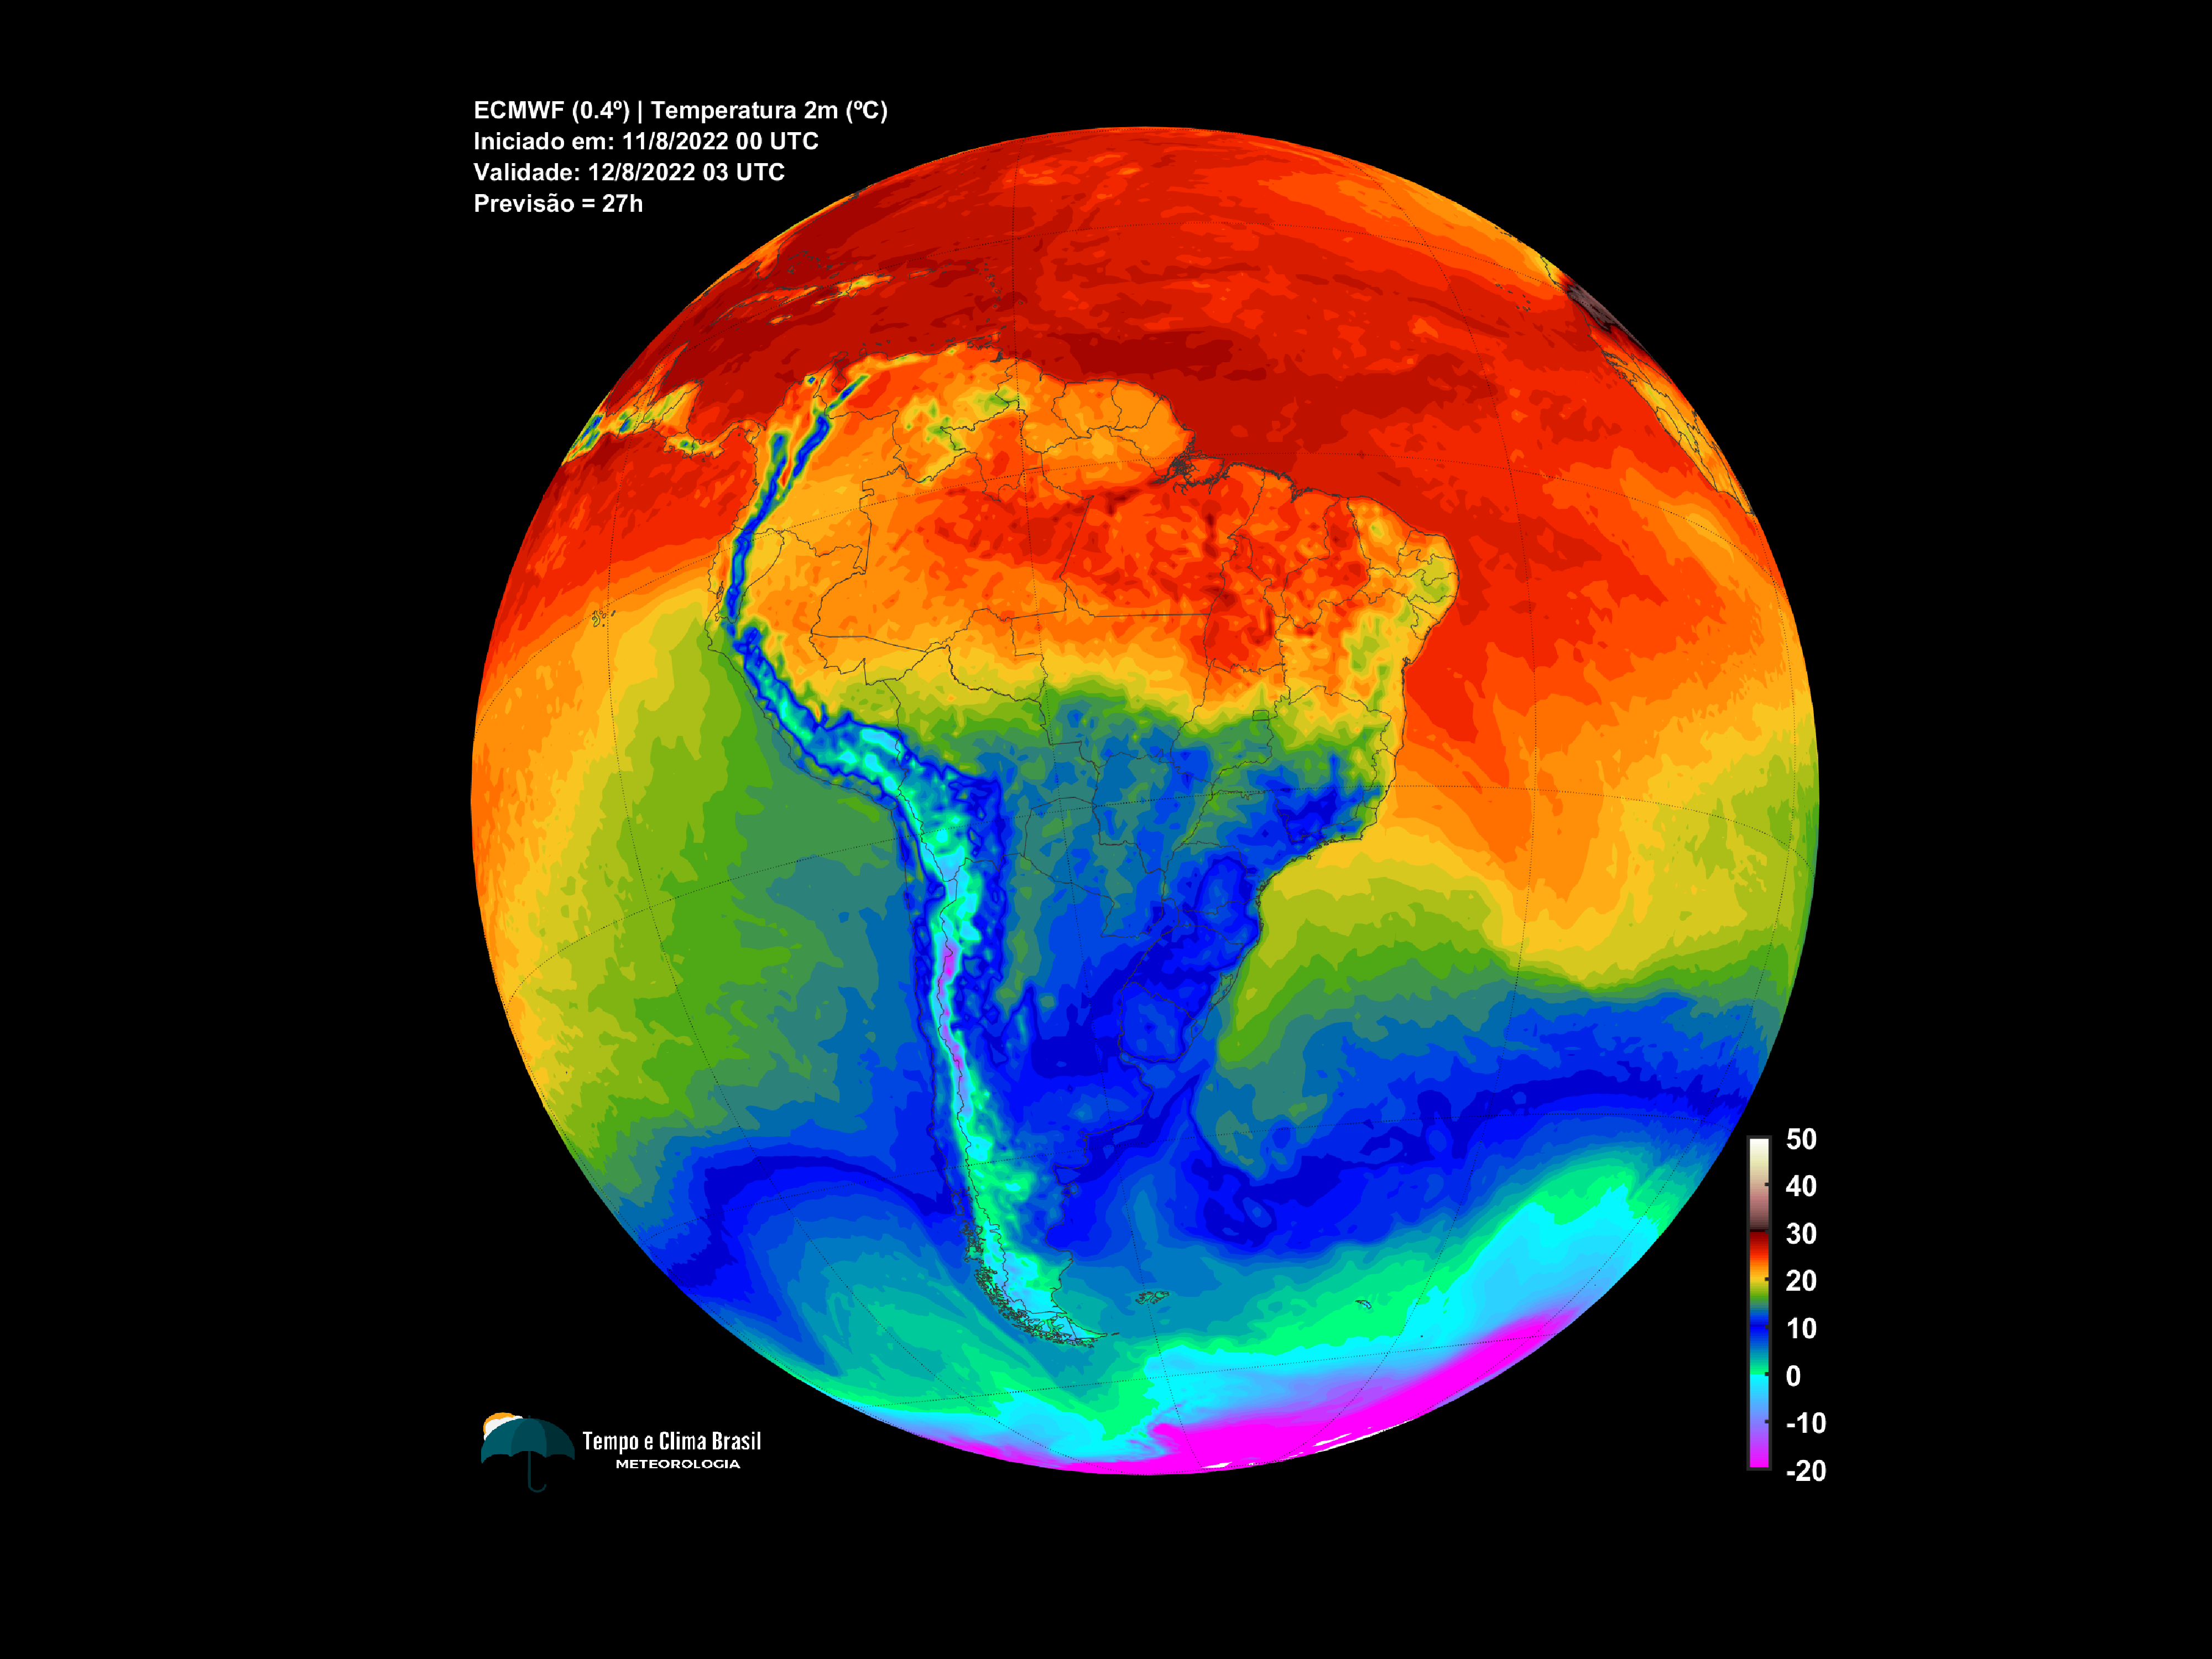 ECMWF (0.4º) | Temperatura 2m (ºC)
Iniciado em: 11/8/2022 00 UTC
Validade: 12/8/2022 03 UTC
Previsão = 27h
50
40
30
20
10
0
-10
-20
Tempo e Clima Brasil
METEOROLOGIA